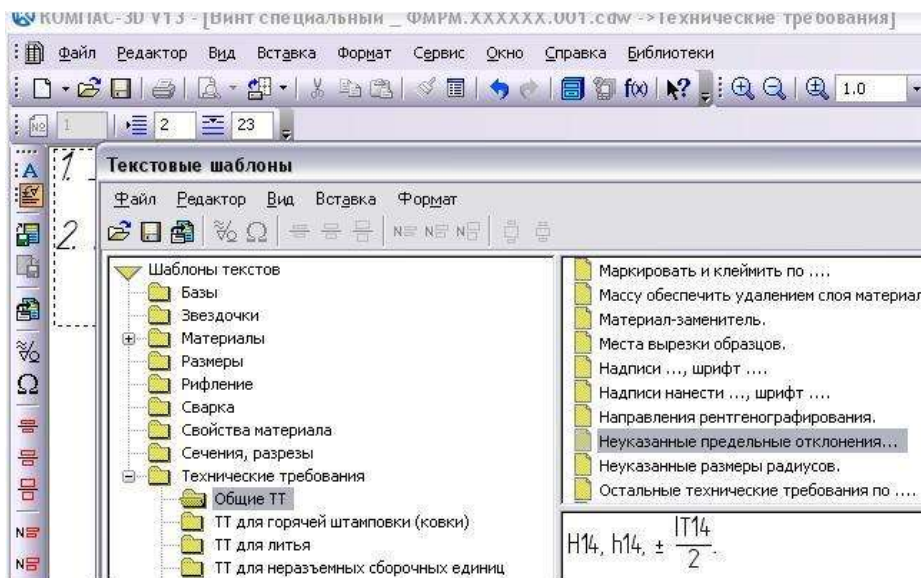 КОМПАС-3D V13 - [Винт специальный _ ФМРМ.XXXXXX.001.cdw ->Технические требования]
Файл Редактор Вид Вставка Формат Сервис Окно Справка Библиотеки
f(x) 1.0
№ 1 2 23
Текстовые шаблоны
Файл Редактор Вид Вставка Формат
Шаблоны текстов
Базы
Звездочки
Материалы
Размеры
Рифление
Сварка
Свойства материала
Сечения, разрезы
Технические требования
Общие ТТ
ТТ для горячей штамповки (ковки)
ТТ для литья
ТТ для неразъемных сборочных единиц
Маркировать и клеймить по ....
Массу обеспечить удалением слоя материал
Материал-заменитель.
Места вырезки образцов.
Надписи ..., шрифт ....
Надписи нанести ..., шрифт ....
Направления рентгенографирования.
Неуказанные предельные отклонения...
Неуказанные размеры радиусов.
Остальные технические требования по ....
H14, h14, ± IT14/2.
1.
2.